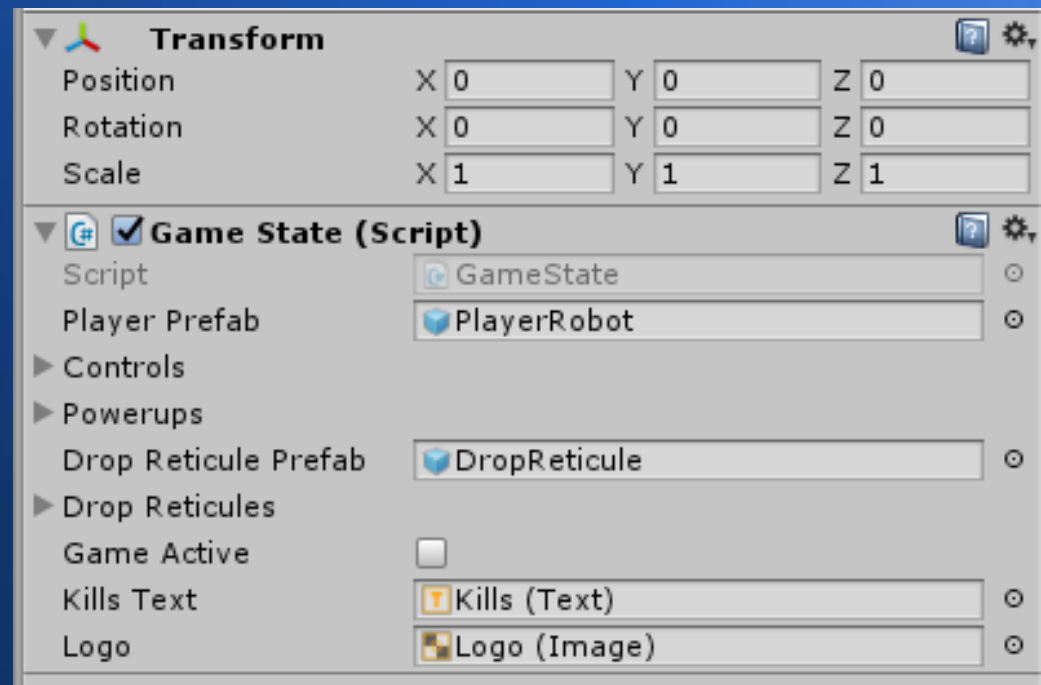 Transform
Position X 0 Y 0 Z 0
Rotation X 0 Y 0 Z 0
Scale X 1 Y 1 Z 1
Game State (Script)
Script GameState
Player Prefab PlayerRobot
Controls
Powerups
Drop Reticule Prefab DropReticule
Drop Reticules
Game Active
Kills Text Kills (Text)
Logo Logo (Image)